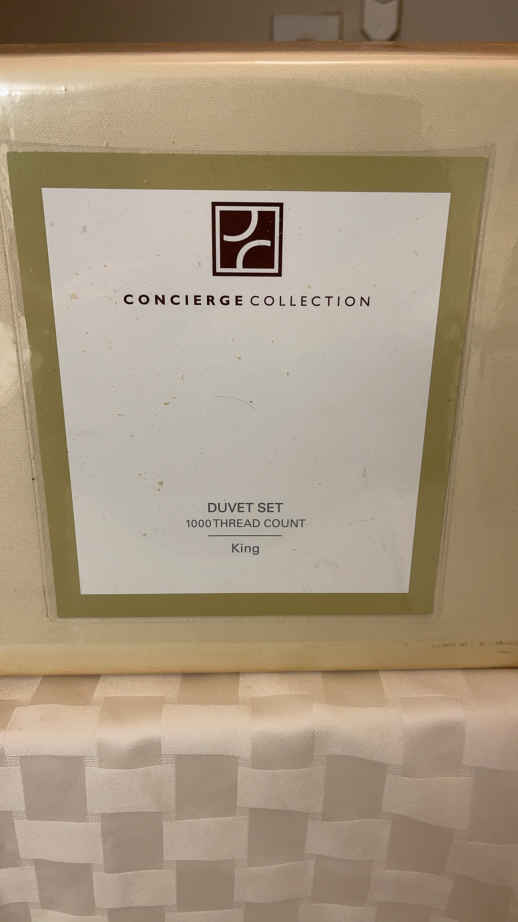 CONCIERGE COLLECTION
DUVET SET
1000 THREAD COUNT
King